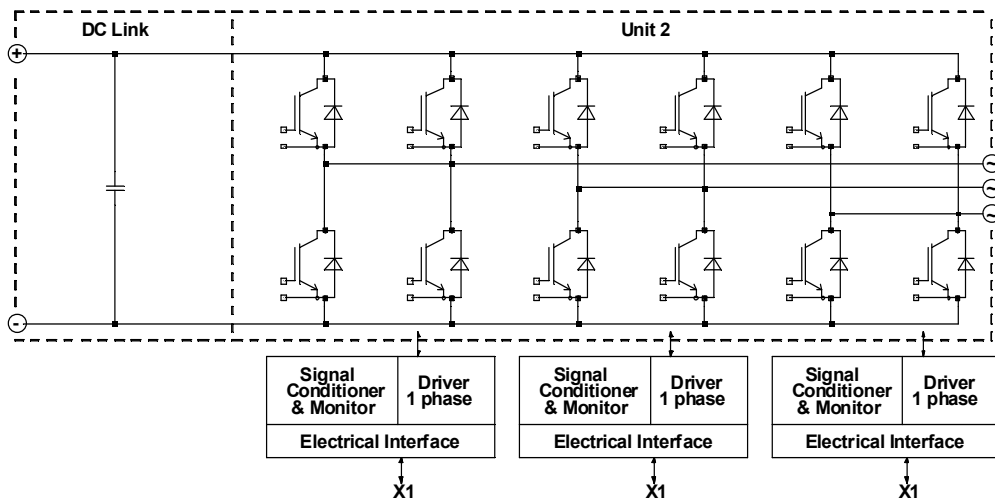 DC Link
Unit 2
+
-
~
~
~
Signal
Conditioner
& Monitor
Driver
1 phase
Electrical Interface
X1
Signal
Conditioner
& Monitor
Driver
1 phase
Electrical Interface
X1
Signal
Conditioner
& Monitor
Driver
1 phase
Electrical Interface
X1